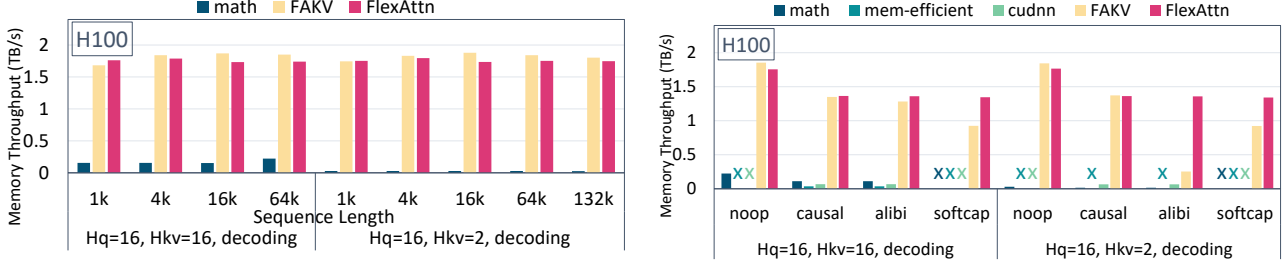 math FAKV FlexAttn
H100
Memory Throughput (TB/s)
2
1.5
1
0.5
0
1k 4k 16k 64k 1k 4k 16k 64k 132k
Sequence Length
Hq=16, Hkv=16, decoding Hq=16, Hkv=2, decoding
math mem-efficient cudnn FAKV FlexAttn
H100
Memory Throughput (TB/s)
2
1.5
1
0.5
0
X X X X X X X X X X X X
noop causal alibi softcap noop causal alibi softcap
Hq=16, Hkv=16, decoding Hq=16, Hkv=2, decoding